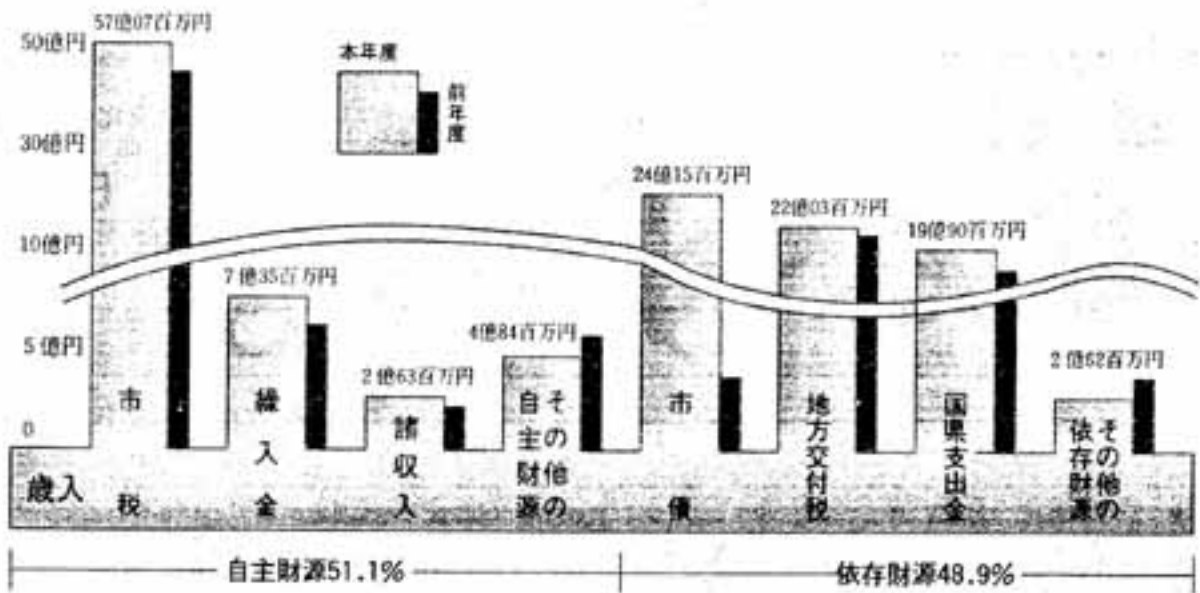 57億07百万円
50億円
30億円
10億円
5億円
0
本年度
前年度
7億35百万円
2億63百万円
4億84百万円
24億15百万円
22億03百万円
19億90百万円
2億62百万円
歳入
市税
繰入金
諸収入
その他の
自主財源
市債
地方交付税
国県支出金
その他の
依存財源
自主財源51.1%
依存財源48.9%